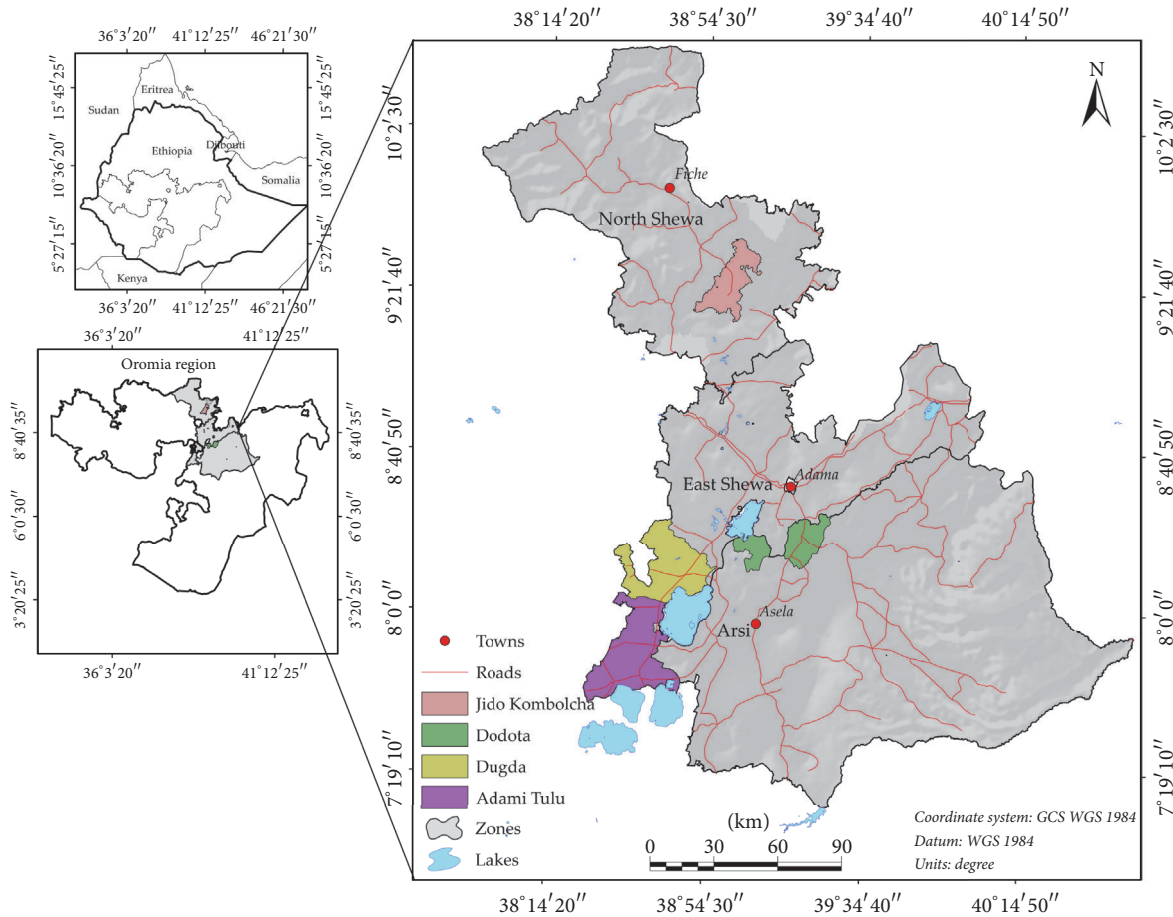 36°3′20″ 41°12′25″ 46°21′30″
15°45′25″
10°36′20″
5°27′15″
Eritrea
Sudan
Ethiopia
Djibouti
Somalia
Kenya
15°45′25″
10°36′20″
5°27′15″
36°3′20″ 41°12′25″ 46°21′30″
36°3′20″ 41°12′25″
Oromia region
8°40′35″
6°0′30″
3°20′25″
8°40′35″
6°0′30″
3°20′25″
36°3′20″ 41°12′25″
38°14′20″ 38°54′30″ 39°34′40″ 40°14′50″
N
10°2′30″
9°21′40″
8°40′50″
8°0′0″
7°19′10″
Fiche
North Shewa
Adama
East Shewa
Asela
Arsi
10°2′30″
9°21′40″
8°40′50″
8°0′0″
7°19′10″
Towns
Roads
Jido Kombolcha
Dodota
Dugda
Adami Tulu
Zones
Lakes
(km)
0 30 60 90
Coordinate system: GCS WGS 1984
Datum: WGS 1984
Units: degree
38°14′20″ 38°54′30″ 39°34′40″ 40°14′50″